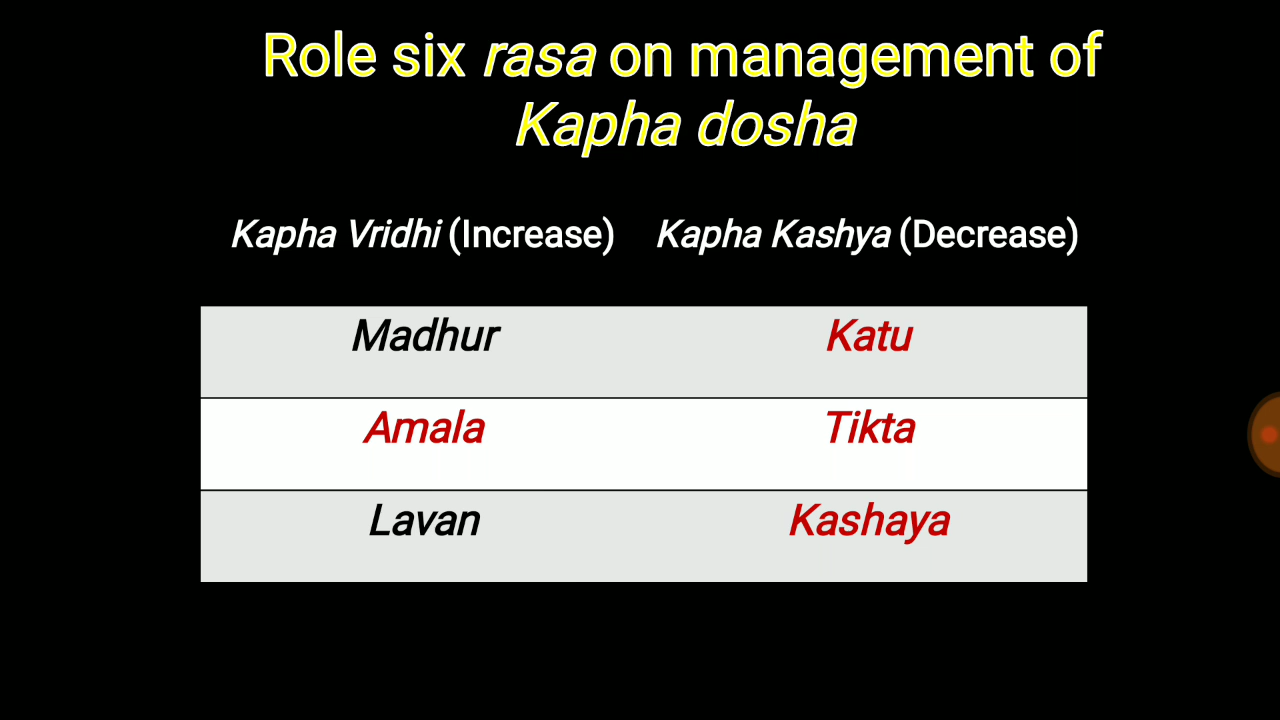 Role six rasa on management of
Kapha dosha
Kapha Vridhi (Increase) Kapha Kashya (Decrease)
Madhur Katu
Amala Tikta
Lavan Kashaya